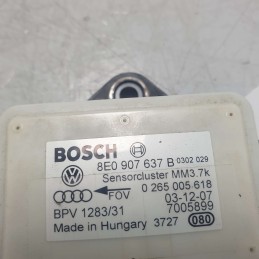 BOSCH
8E0 907 637 B 0302 029
Sensorcluster MM3.7k
FOV 0 265 005 618
03-12-07
BPV 1283/31 7005899
Made in Hungary 3727 080